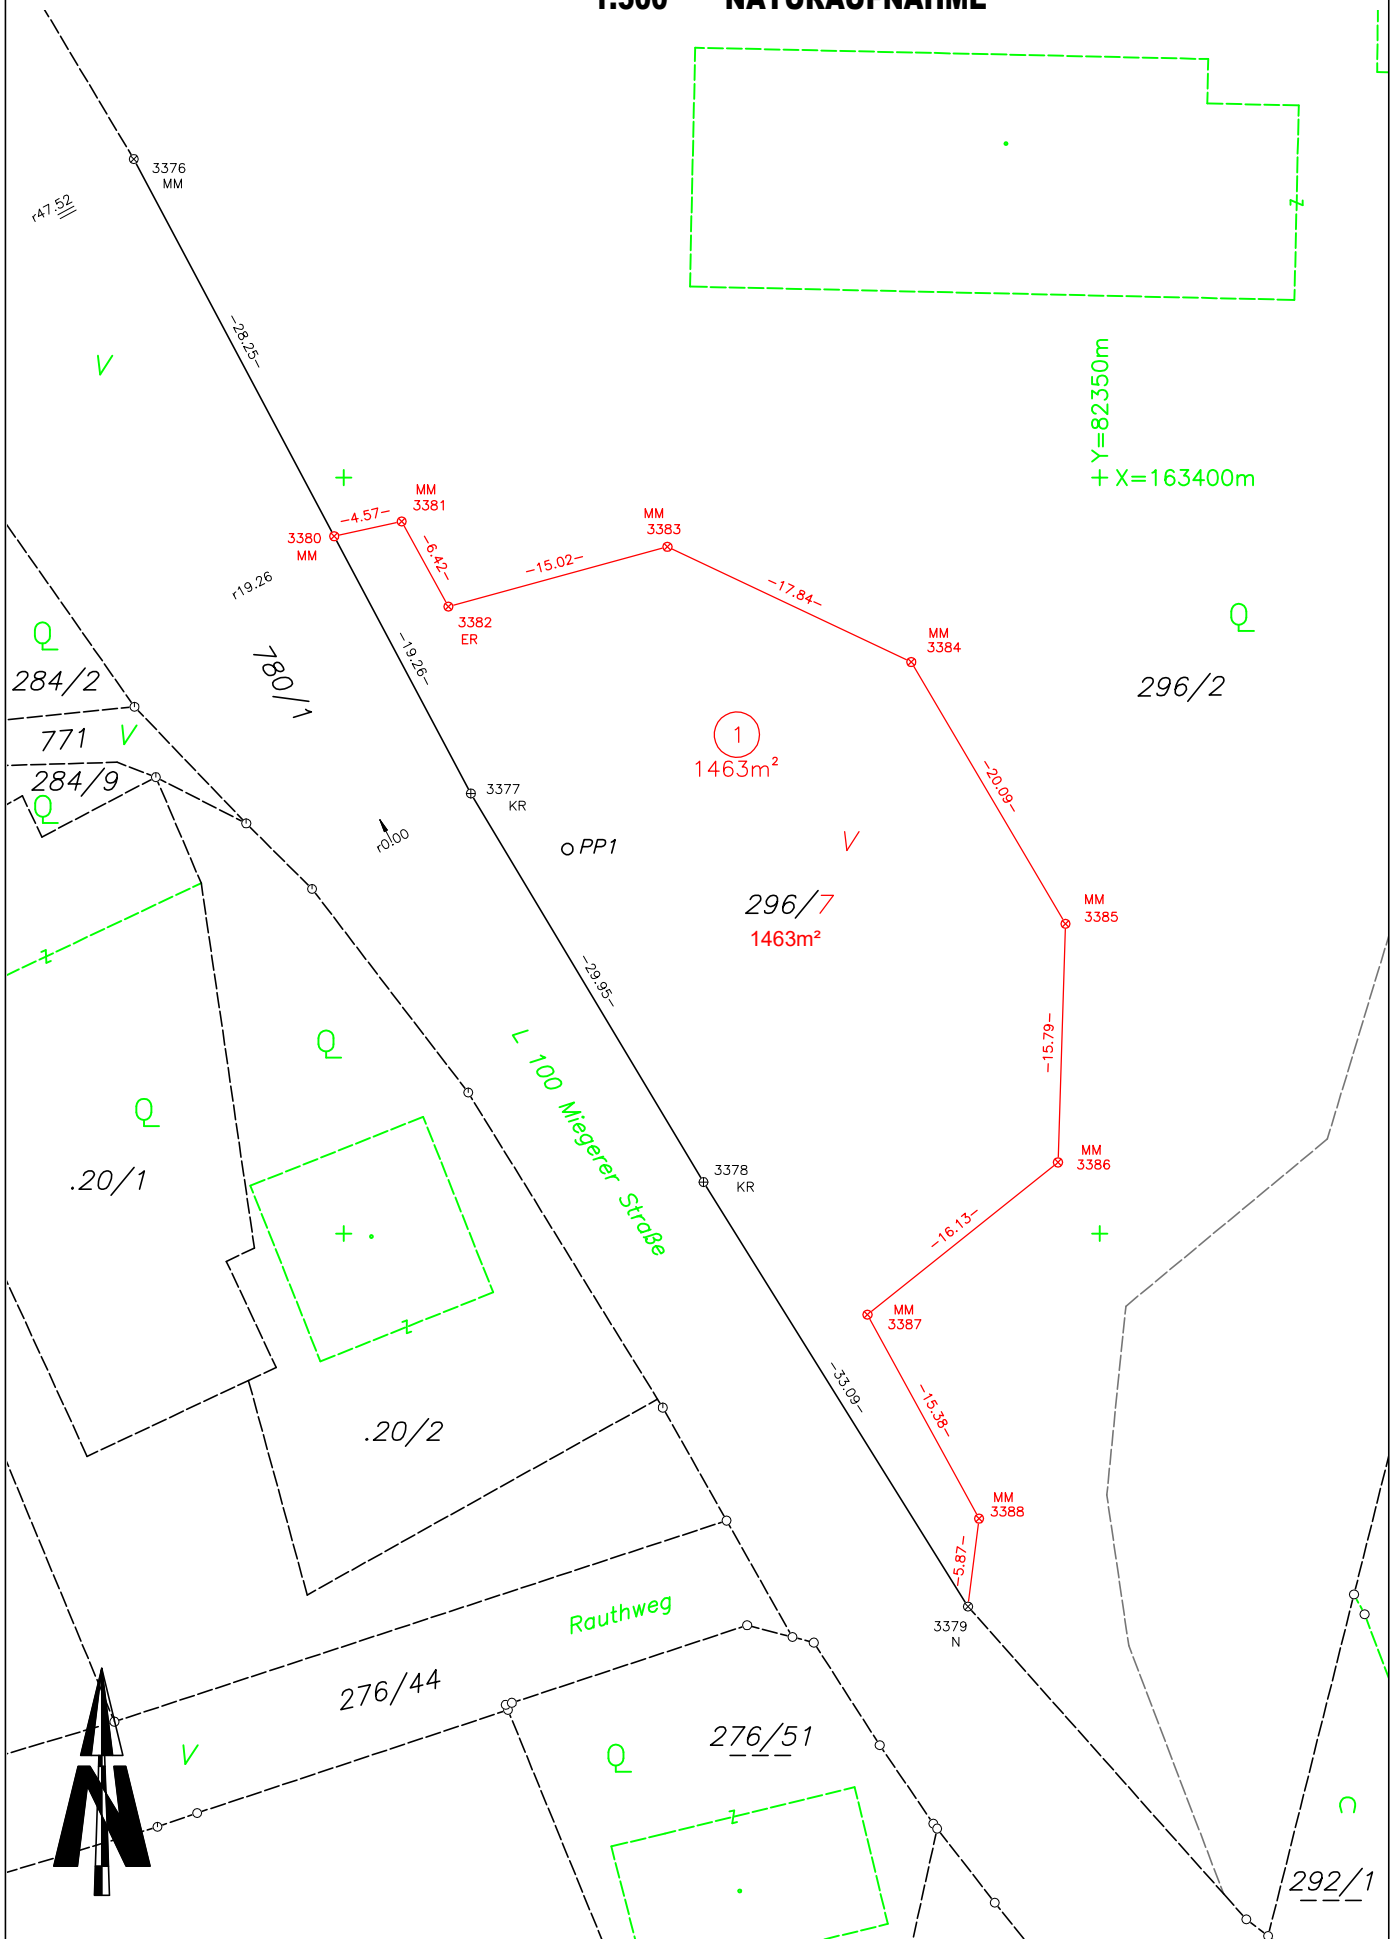 1:500 NATURAUFNAHME
3376
MM
r47.52
-28.25-
V
Y=82350m
X=163400m
MM
3381
-4.57-
3380
MM
MM
3383
-6.42-
-15.02-
r19.26
-17.84-
3382
ER
Q
Q
MM
3384
-19.26-
284/2
780/1
296/2
771
V
1
1463m²
284/9
-20.09-
3377
KR
Q
r0.00
PP1
V
296/7
1463m²
MM
3385
z
-29.95-
Q
L 100 Miegerer Straße
-15.79-
Q
.20/1
3378
KR
MM
3386
-16.13-
MM
3387
z
-33.09-
-15.38-
.20/2
MM
3388
-5.87-
Rauthweg
3379
N
276/44
276/51
V
Q
z
N
292/1